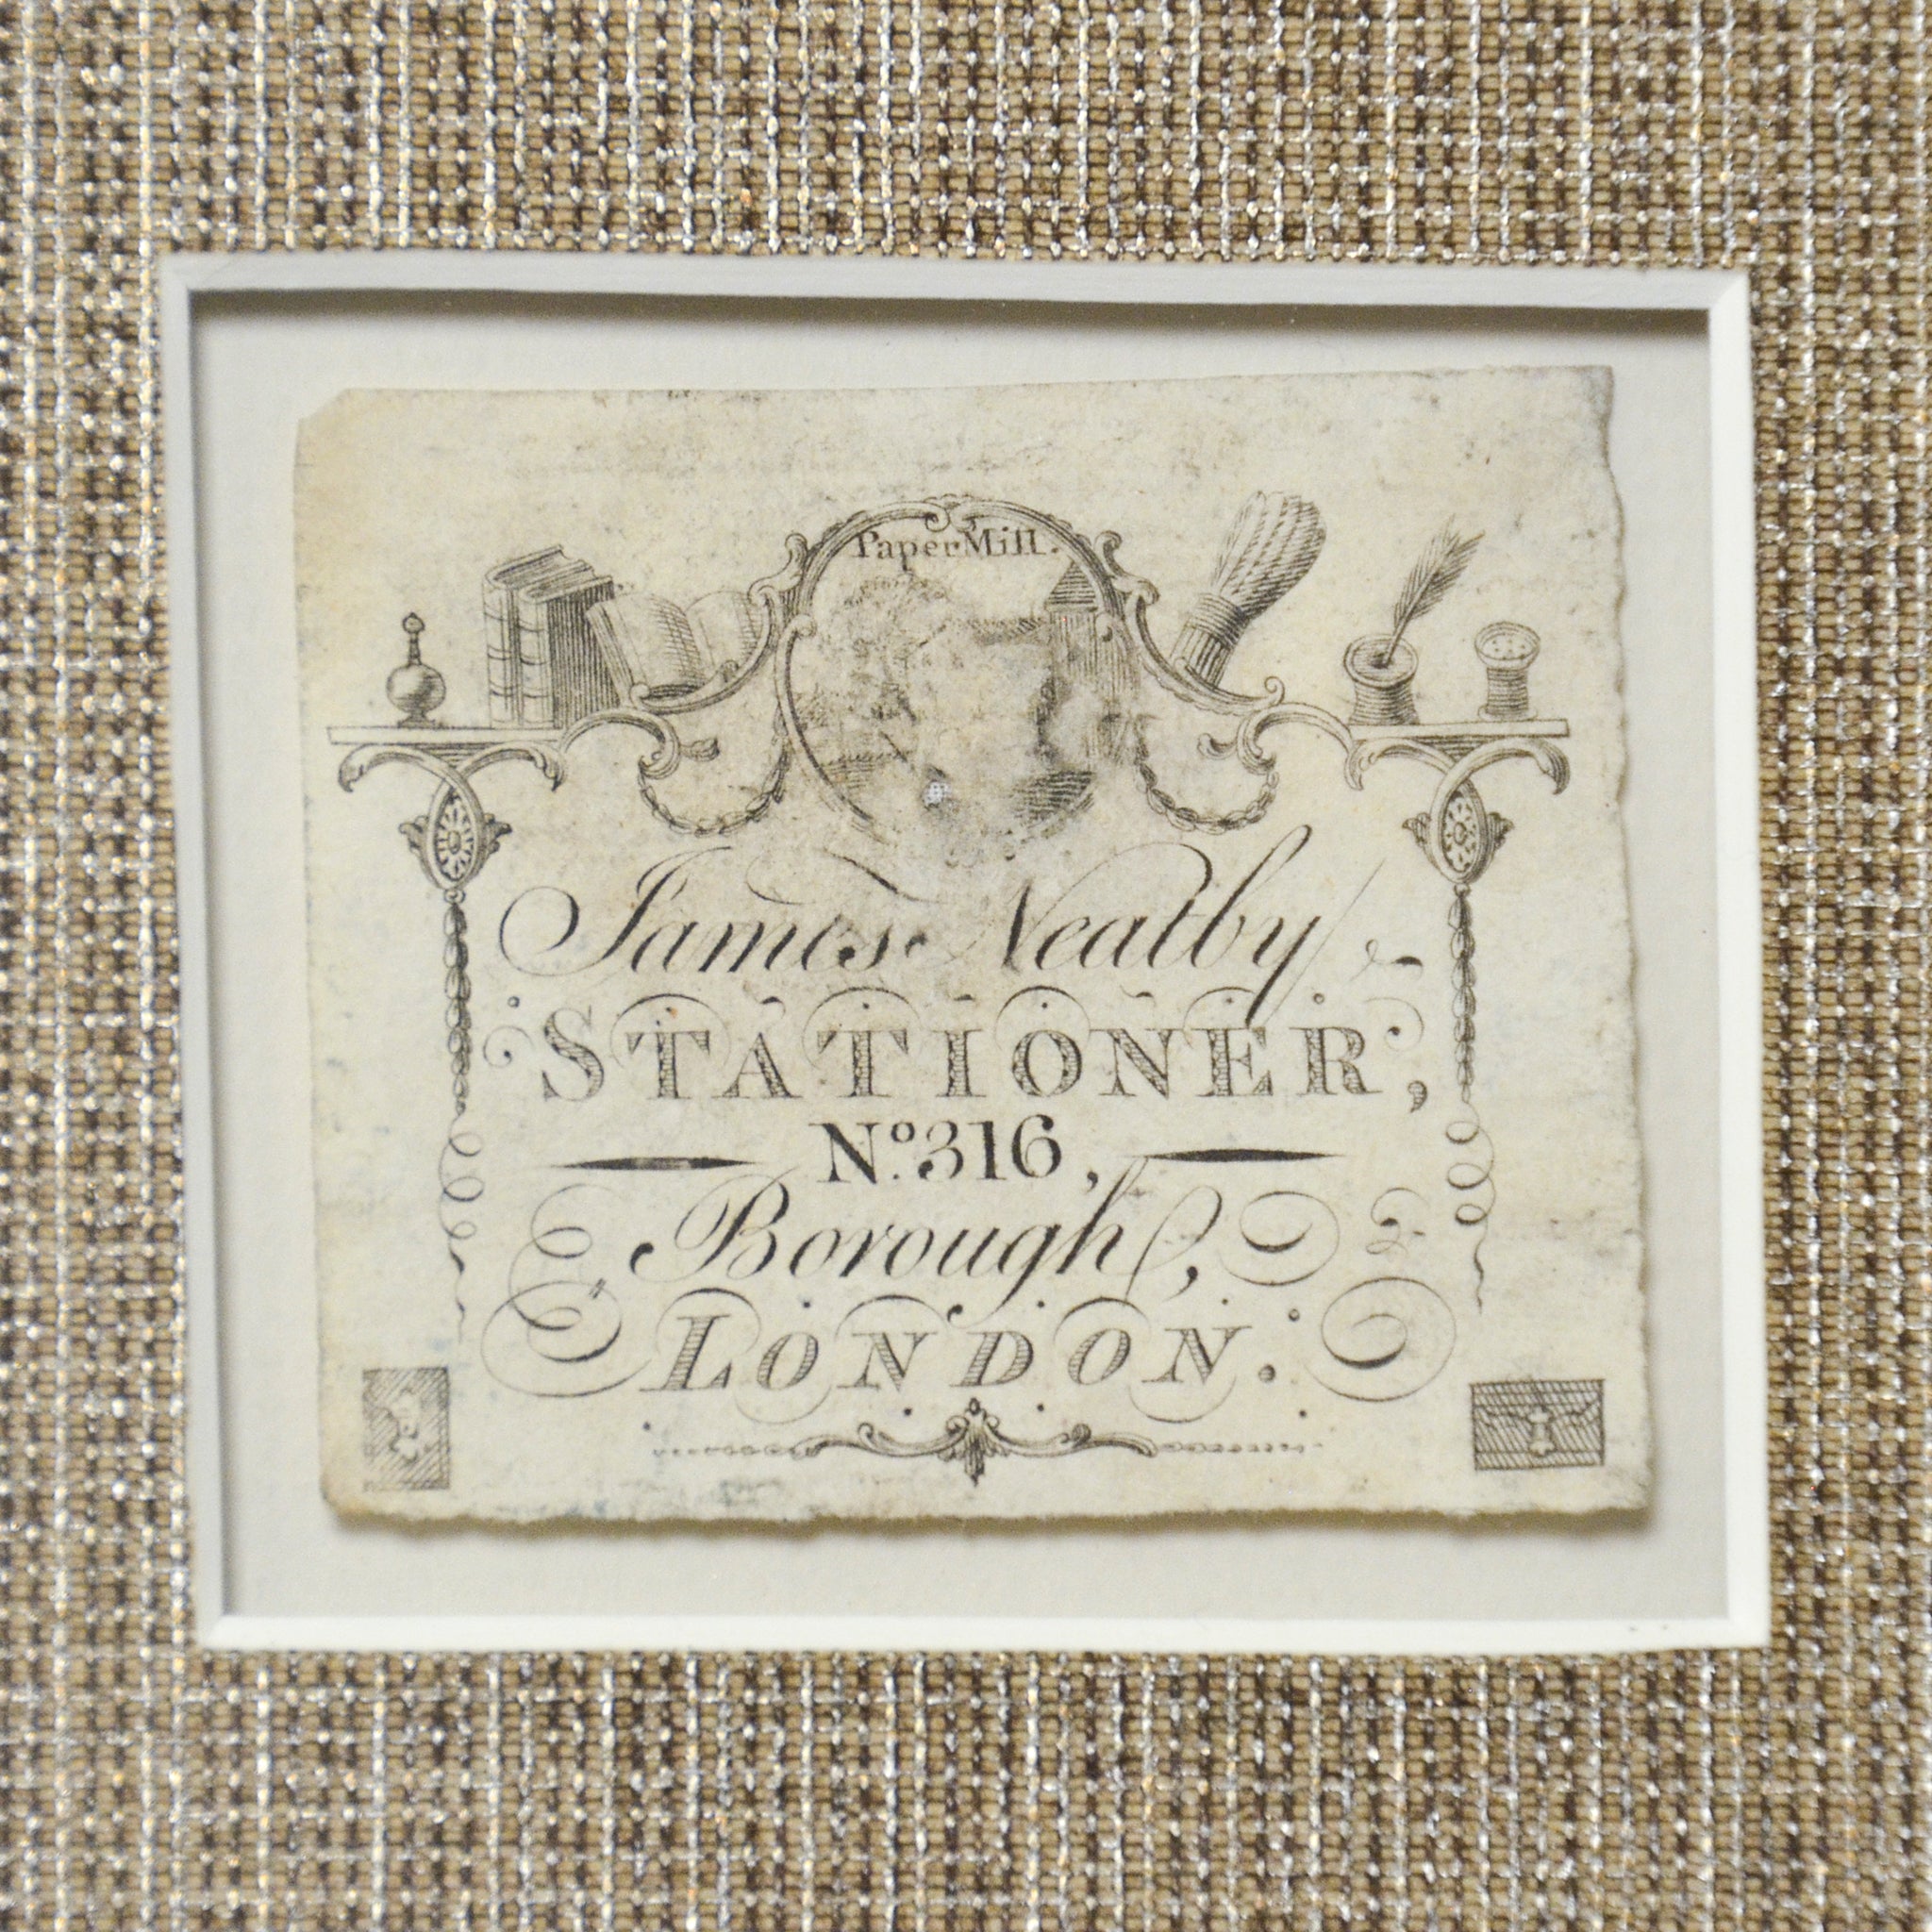 Paper Mill.
James Neatby
STATIONER,
Nº. 316,
Borough,
LONDON.